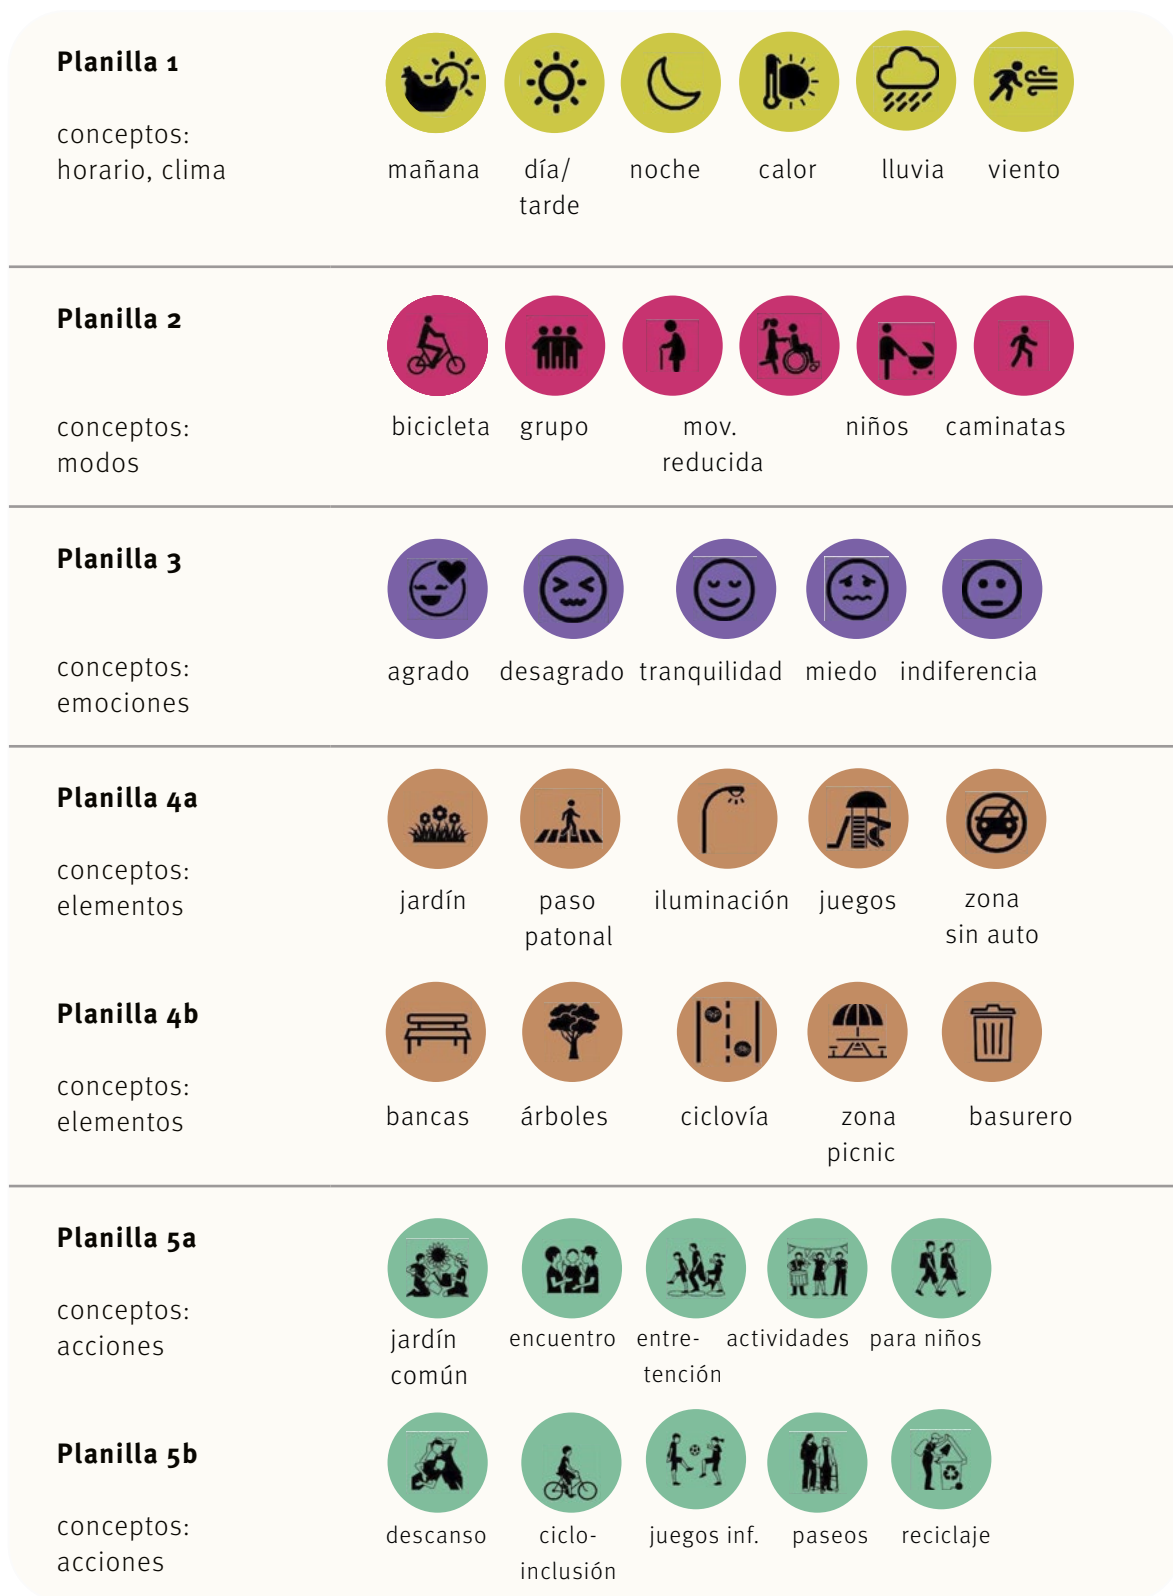 Planilla 1
conceptos:
horario, clima
mañana
día/
tarde
noche
calor
lluvia
viento
Planilla 2
conceptos:
modos
bicicleta
grupo
mov.
reducida
niños
caminatas
Planilla 3
conceptos:
emociones
agrado
desagrado
tranquilidad
miedo
indiferencia
Planilla 4a
conceptos:
elementos
jardín
paso
patonal
iluminación
juegos
zona
sin auto
Planilla 4b
conceptos:
elementos
bancas
árboles
ciclovía
zona
picnic
basurero
Planilla 5a
conceptos:
acciones
jardín
común
encuentro
entre-
tención
actividades
para niños
Planilla 5b
conceptos:
acciones
descanso
ciclo-
inclusión
juegos inf.
paseos
reciclaje